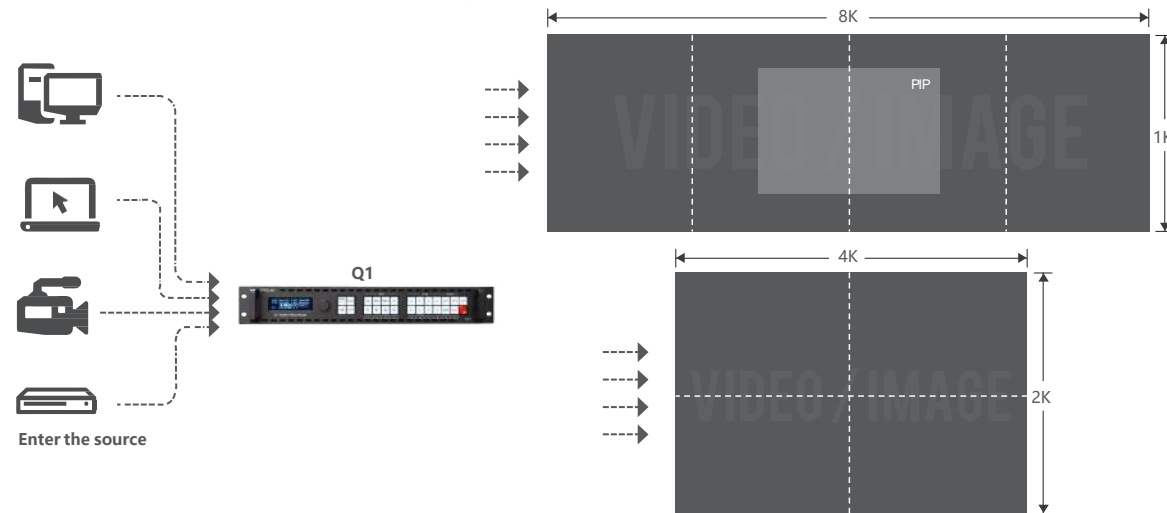 8K
PIP
VIDEO / IMAGE
1K
Q1
4K
VIDEO / IMAGE
2K
Enter the source